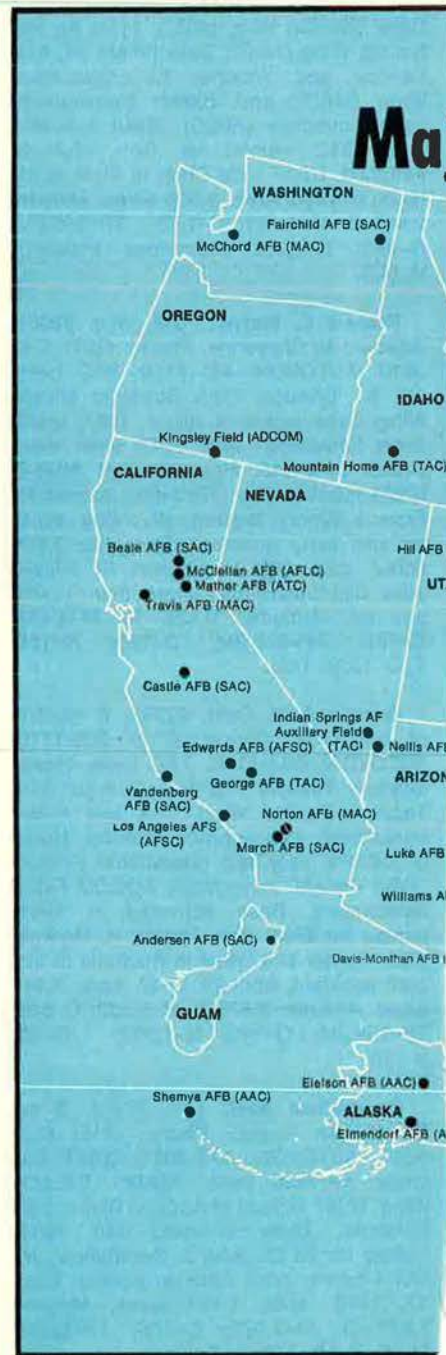 Ma
WASHINGTON
Fairchild AFB (SAC)
McChord AFB (MAC)
OREGON
IDAHO
Kingsley Field (ADCOM)
Mountain Home AFB (TAC)
CALIFORNIA
NEVADA
Beale AFB (SAC)
Hill AFB
McClellan AFB (AFLC)
Mather AFB (ATC)
UT
Travis AFB (MAC)
Castle AFB (SAC)
Indian Springs AF
Auxiliary Field
(TAC)
Nellis AF
Edwards AFB (AFSC)
George AFB (TAC)
ARIZON
Vandenberg
AFB (SAC)
Norton AFB (MAC)
Los Angeles AFS
(AFSC)
March AFB (SAC)
Luke AFB
Williams A
Andersen AFB (SAC)
Davis-Monthan AFB (
GUAM
Eielson AFB (AAC)
Shemya AFB (AAC)
ALASKA
Elmendorf AFB (A